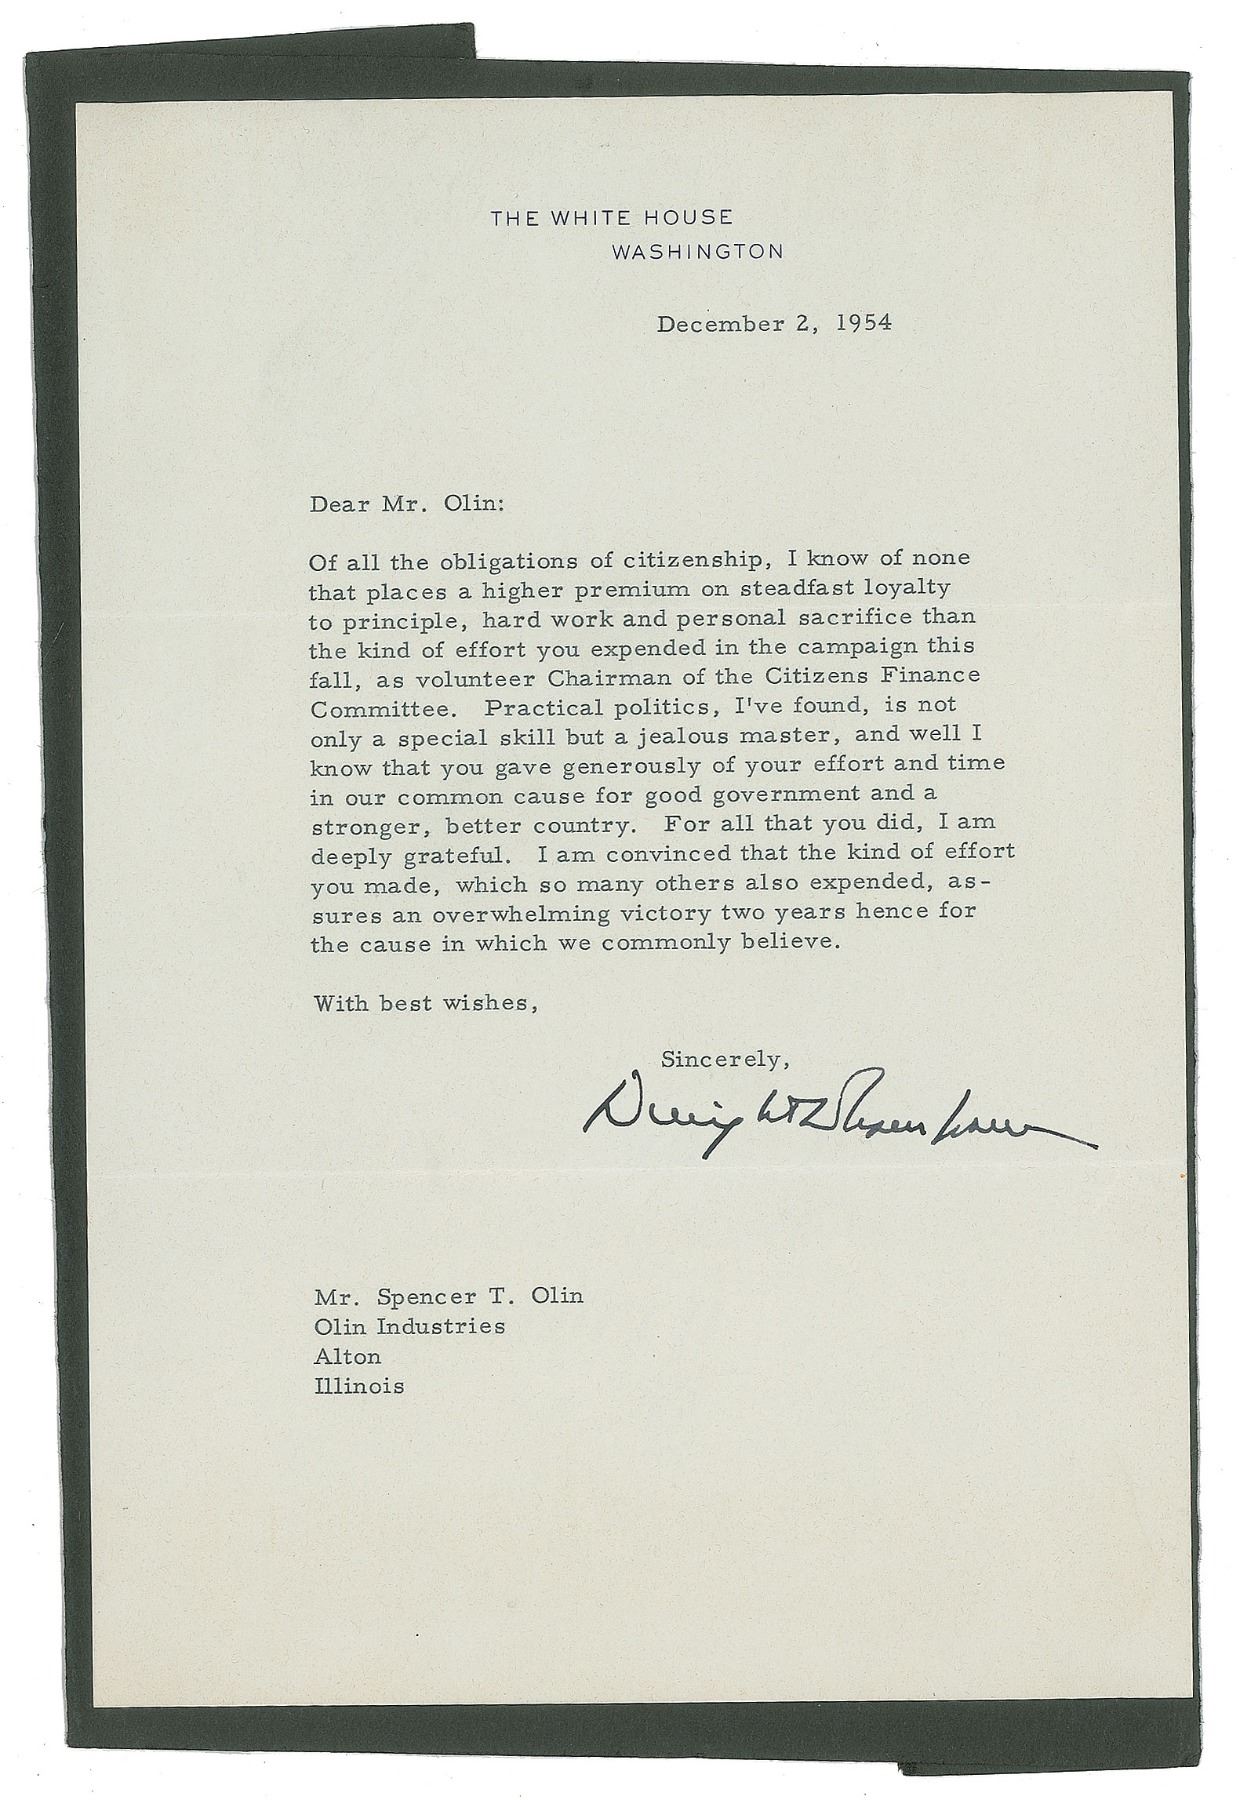 THE WHITE HOUSE
WASHINGTON
December 2, 1954
Dear Mr. Olin:
Of all the obligations of citizenship, I know of none
that places a higher premium on steadfast loyalty
to principle, hard work and personal sacrifice than
the kind of effort you expended in the campaign this
fall, as volunteer Chairman of the Citizens Finance
Committee. Practical politics, I've found, is not
only a special skill but a jealous master, and well I
know that you gave generously of your effort and time
in our common cause for good government and a
stronger, better country. For all that you did, I am
deeply grateful. I am convinced that the kind of effort
you made, which so many others also expended, as-
sures an overwhelming victory two years hence for
the cause in which we commonly believe.
With best wishes,
Sincerely,
Dwight D Eisenhower
Mr. Spencer T. Olin
Olin Industries
Alton
Illinois